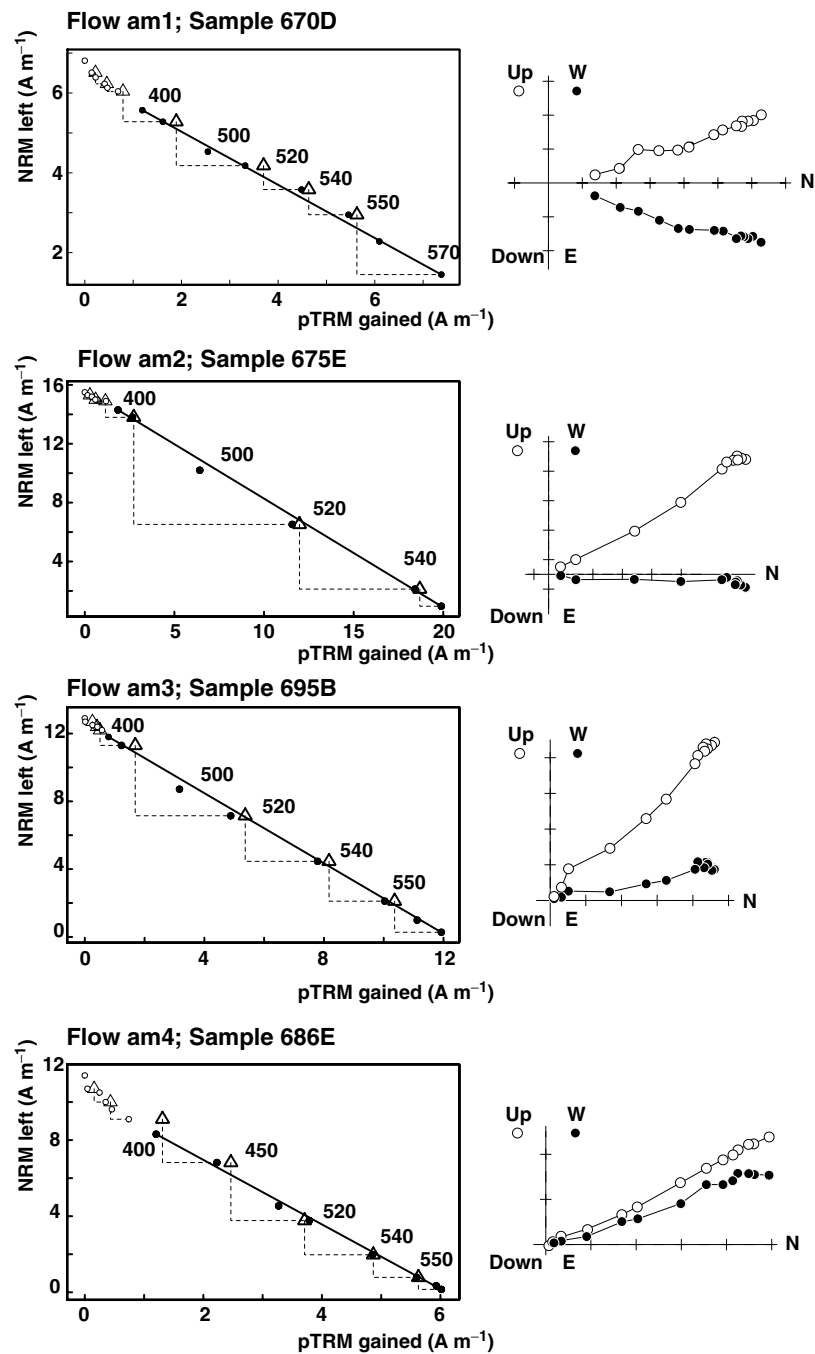 Flow am1; Sample 670D
NRM left (A m−1)
6
4
2
400
500
520
540
550
570
0 2 4 6
pTRM gained (A m−1)
Up W
N
Down E
Flow am2; Sample 675E
NRM left (A m−1)
16
12
8
4
400
500
520
540
0 5 10 15 20
pTRM gained (A m−1)
Up W
N
Down E
Flow am3; Sample 695B
NRM left (A m−1)
12
8
4
0
400
500
520
540
550
0 4 8 12
pTRM gained (A m−1)
Up W
N
Down E
Flow am4; Sample 686E
NRM left (A m−1)
12
8
4
0
400
450
520
540
550
0 2 4 6
pTRM gained (A m−1)
Up W
N
Down E